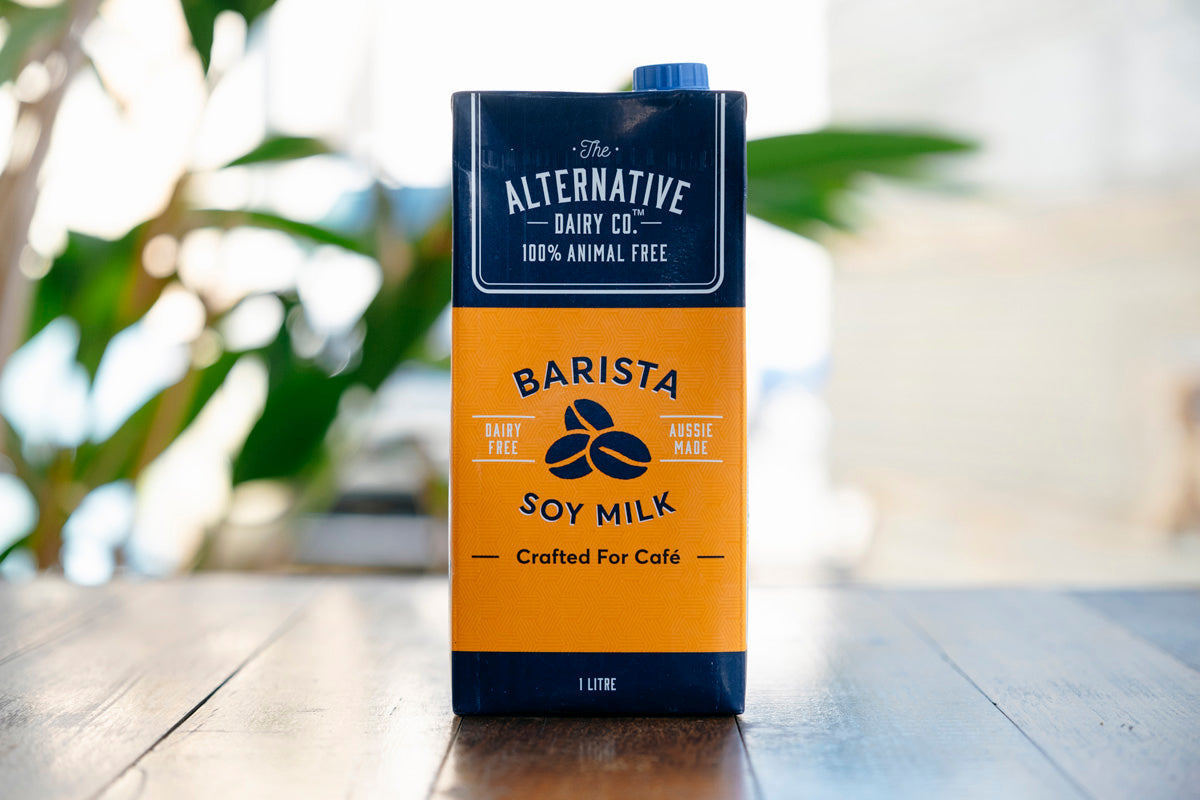 The
ALTERNATIVE
DAIRY CO.™
100% ANIMAL FREE
BARISTA
DAIRY
FREE
AUSSIE
MADE
SOY MILK
Crafted For Café
1 LITRE